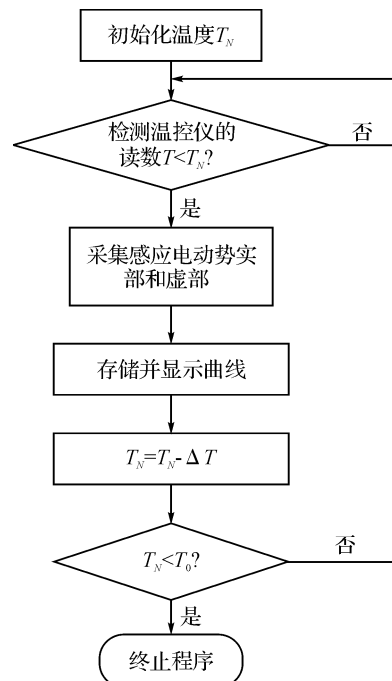 初始化温度T_N
检测温控仪的
读数T<T_N?
否
是
采集感应电动势实
部和虚部
存储并显示曲线
T_N=T_N-ΔT
否
T_N<T_0?
是
终止程序